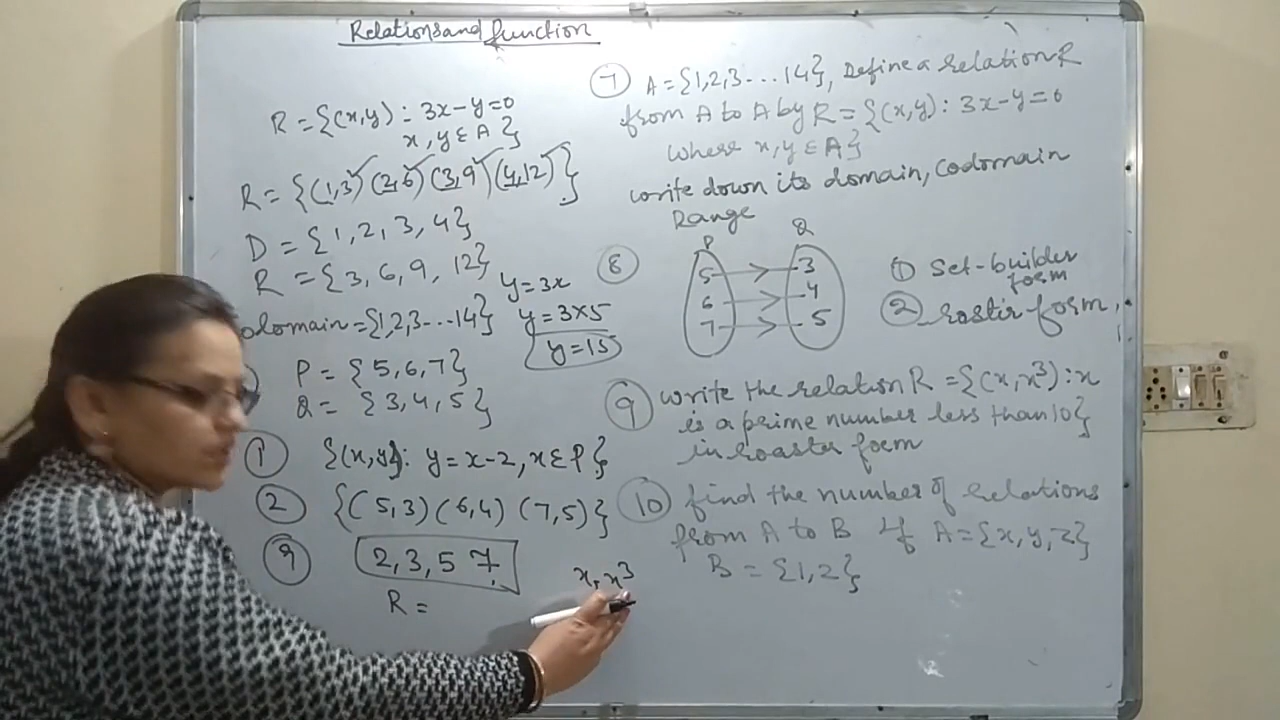 Relations and function
R = {(x,y) : 3x-y=0
x, y ∈ A}
R = {(1,3) (2,6) (3,9) (4,12)}
D = {1, 2, 3, 4}
R = {3, 6, 9, 12}
odomain = {1,2,3---14}
y = 3x
y = 3×5
y = 15
P = {5,6,7}
Q = {3,4,5}
① {(x,y): y = x-2, x ∈ P}
② {(5,3) (6,4) (7,5)}
⑨ 2, 3, 5 7,
x, x³
R =
⑦ A = {1,2,3---14}, Define a relation R
from A to A by R = {(x,y) : 3x-y=0
where x,y ∈ A}
write down its domain, codomain
Range
⑧
P Q
5 3
6 4
7 5
① Set-builder
form
② rostir form,
⑨ write the relation R = {(x, x³) : x
is a prime number less than 10}
in roaster form
⑩ find the number of relations
from A to B if A = {x, y, z}
B = {1,2}